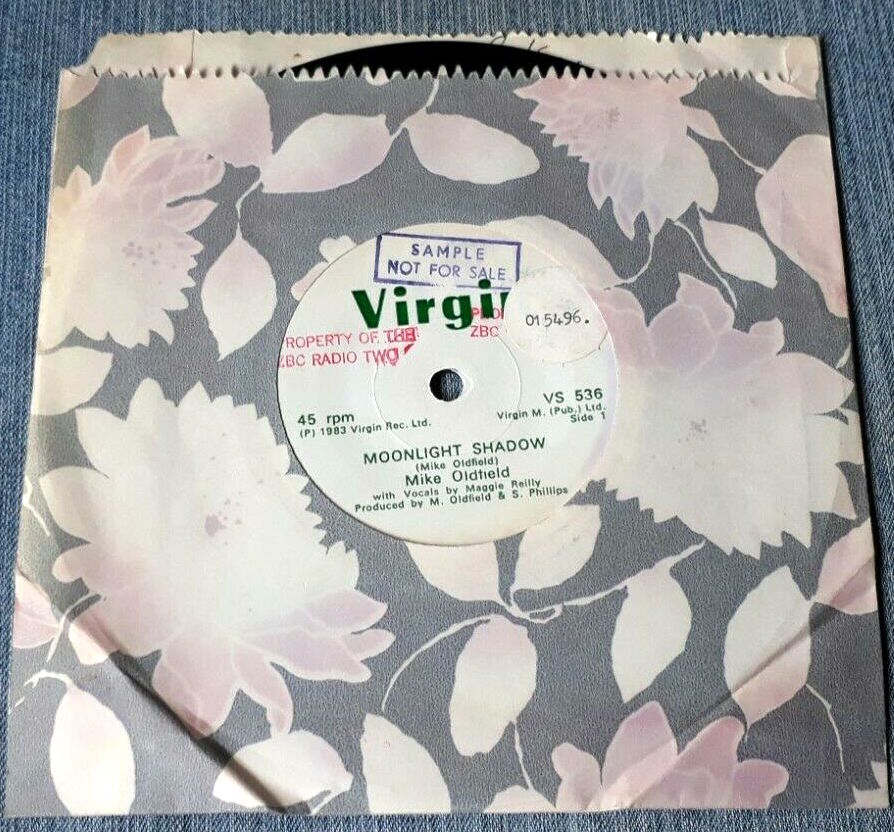 SAMPLE
NOT FOR SALE
Virgi
ROPERTY OF THE
ZBC RADIO TWO
ZBC
015496.
45 rpm
(P) 1983 Virgin Rec. Ltd.
VS 536
Virgin M. (Pub.) Ltd.
Side 1
MOONLIGHT SHADOW
(Mike Oldfield)
Mike Oldfield
with Vocals by Maggie Reilly
Produced by M. Oldfield & S. Phillips